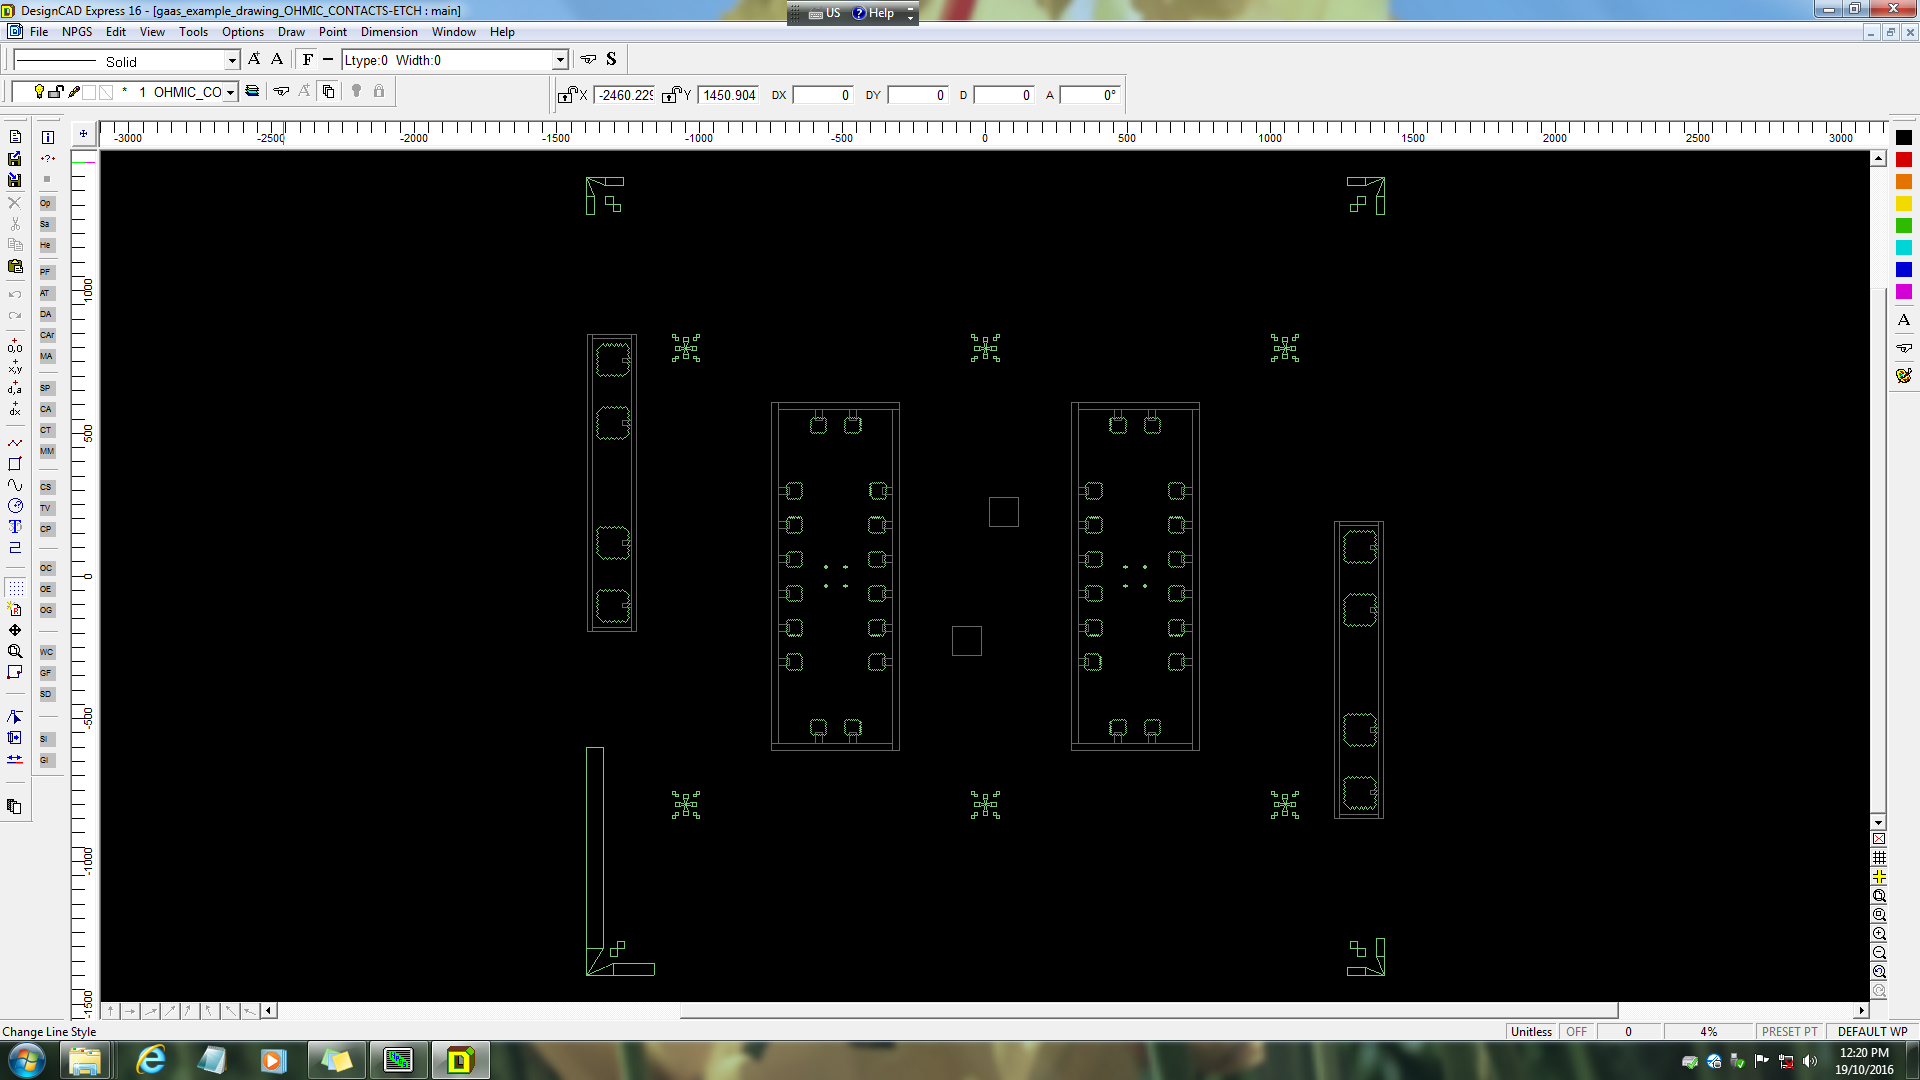 DesignCAD Express 16 - [gaas_example_drawing_OHMIC_CONTACTS-ETCH : main]
US Help
File NPGS Edit View Tools Options Draw Point Dimension Window Help
Solid A A F Ltype:0 Width:0 S
* 1 OHMIC_CO X -2460.229 Y 1450.904 DX 0 DY 0 D 0 A 0°
-3000 -2500 -2000 -1500 -1000 -500 0 500 1000 1500 2000 2500 3000
1000
500
0
-500
-1000
-1500
0,0
x,y
d,a
dx
Op
Sa
He
PF
AT
DA
CAr
MA
SP
CA
CT
MM
CS
TV
CP
OC
OE
OG
WC
GF
SD
SI
GI
A
Change Line Style Unitless OFF 0 4% PRESET PT DEFAULT WP
12:20 PM
19/10/2016